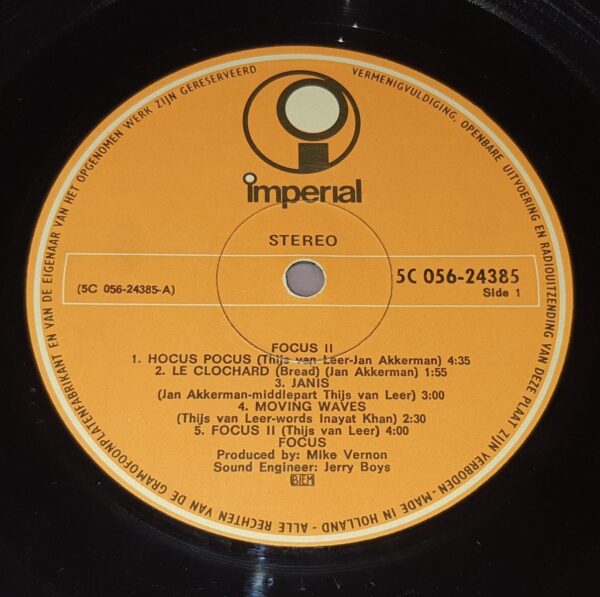 imperial
STEREO
5C 056-24385
(5C 056-24385-A)
Side 1
FOCUS II
1. HOCUS POCUS (Thijs van Leer-Jan Akkerman) 4:35
2. LE CLOCHARD (Bread) (Jan Akkerman) 1:55
3. JANIS
(Jan Akkerman-middlepart Thijs van Leer) 3:00
4. MOVING WAVES
(Thijs van Leer-words Inayat Khan) 2:30
5. FOCUS II (Thijs van Leer) 4:00
FOCUS
Produced by: Mike Vernon
Sound Engineer: Jerry Boys
BIEM
ALLE RECHTEN VAN DE GRAMOFOONPLATENFABRIKANT EN VAN DE EIGENAAR VAN HET OPGENOMEN WERK ZIJN GERESERVEERD
VERMENIGVULDIGING, OPENBARE UITVOERING EN RADIOUITZENDING VAN DEZE PLAAT ZIJN VERBODEN - MADE IN HOLLAND -